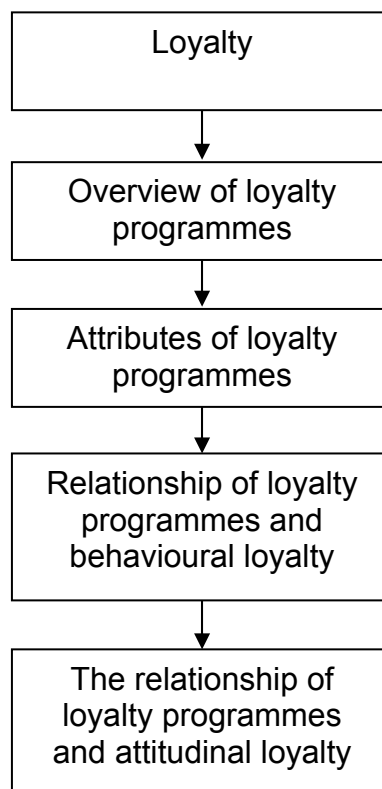 Loyalty
Overview of loyalty
programmes
Attributes of loyalty
programmes
Relationship of loyalty
programmes and
behavioural loyalty
The relationship of
loyalty programmes
and attitudinal loyalty